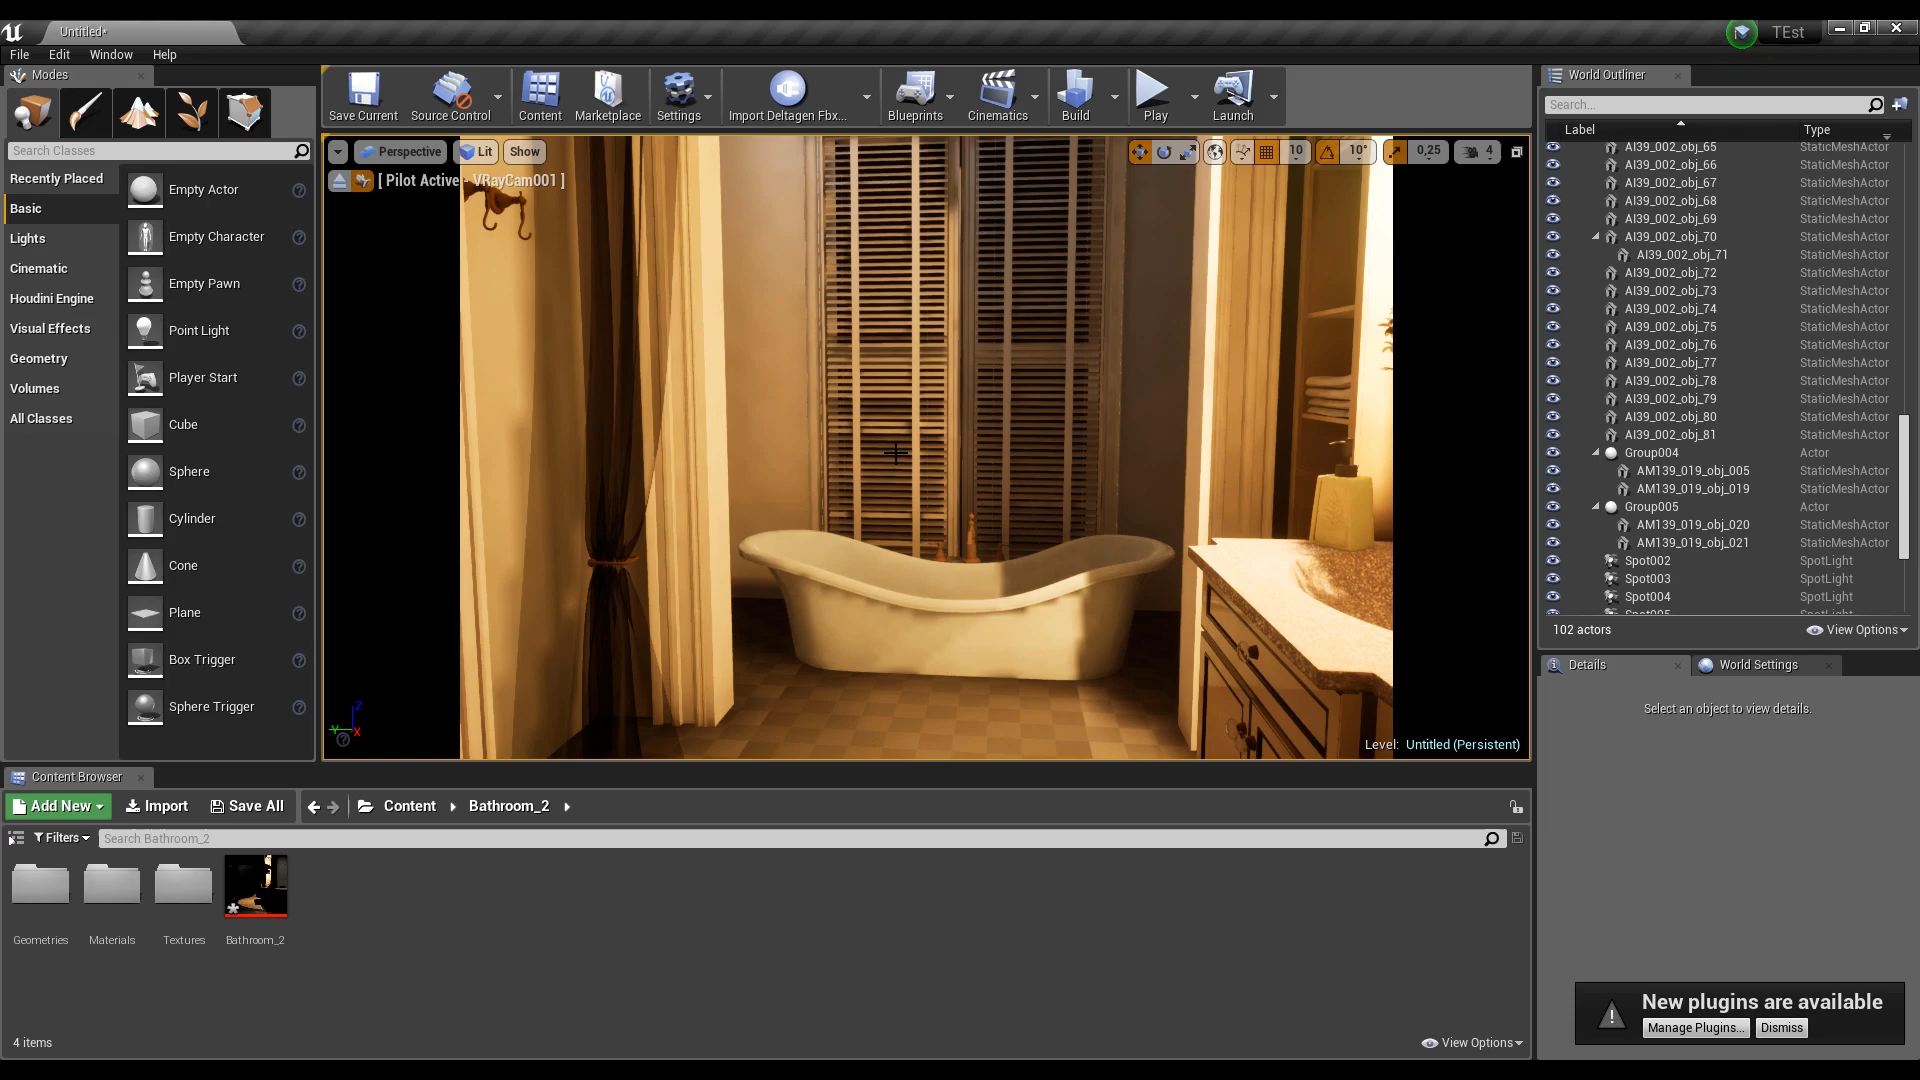 Untitled*
TEst
File Edit Window Help
Modes
Search Classes
Recently Placed
Basic
Lights
Cinematic
Houdini Engine
Visual Effects
Geometry
Volumes
All Classes
Empty Actor
Empty Character
Empty Pawn
Point Light
Player Start
Cube
Sphere
Cylinder
Cone
Plane
Box Trigger
Sphere Trigger
Save Current
Source Control
Content
Marketplace
Settings
Import Deltagen Fbx...
Blueprints
Cinematics
Build
Play
Launch
Perspective
Lit
Show
10
10°
0,25
4
[ Pilot Active - VRayCam001 ]
Z
Y
X
Level: Untitled (Persistent)
World Outliner
Search...
Label Type
AI39_002_obj_65 StaticMeshActor
AI39_002_obj_66 StaticMeshActor
AI39_002_obj_67 StaticMeshActor
AI39_002_obj_68 StaticMeshActor
AI39_002_obj_69 StaticMeshActor
AI39_002_obj_70 StaticMeshActor
AI39_002_obj_71 StaticMeshActor
AI39_002_obj_72 StaticMeshActor
AI39_002_obj_73 StaticMeshActor
AI39_002_obj_74 StaticMeshActor
AI39_002_obj_75 StaticMeshActor
AI39_002_obj_76 StaticMeshActor
AI39_002_obj_77 StaticMeshActor
AI39_002_obj_78 StaticMeshActor
AI39_002_obj_79 StaticMeshActor
AI39_002_obj_80 StaticMeshActor
AI39_002_obj_81 StaticMeshActor
Group004 Actor
AM139_019_obj_005 StaticMeshActor
AM139_019_obj_019 StaticMeshActor
Group005 Actor
AM139_019_obj_020 StaticMeshActor
AM139_019_obj_021 StaticMeshActor
Spot002 SpotLight
Spot003 SpotLight
Spot004 SpotLight
Spot005 SpotLight
102 actors
View Options
Details
World Settings
Select an object to view details.
Content Browser
Add New
Import
Save All
Content
Bathroom_2
Filters
Search Bathroom_2
Geometries
Materials
Textures
Bathroom_2
4 items
View Options
New plugins are available
Manage Plugins...
Dismiss